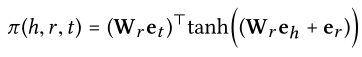 π(h, r, t) = (W_r e_t)^⊤ tanh((W_r e_h + e_r))